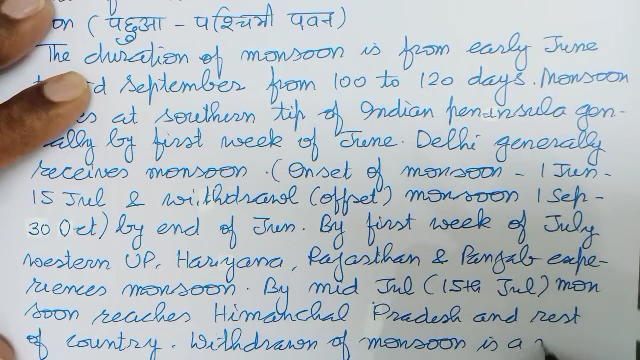 on (पछुआ - पश्चिमी पवन)
The duration of monsoon is from early June
September from 100 to 120 days. Monsoon
at southern tip of Indian peninsula gen-
ally by first week of June. Delhi generally
receives monsoon. (Onset of monsoon - 1 Jun-
15 Jul & withdrawl (offset) monsoon 1 Sep-
30 Oct) by end of Jun. By first week of July
western UP, Hariyana, Rajasthan & Panjab expe-
riences monsoon. By mid Jul (15th Jul) mon
soon reaches Himanchal Pradesh and rest
of country. Withdrawn of monsoon is a